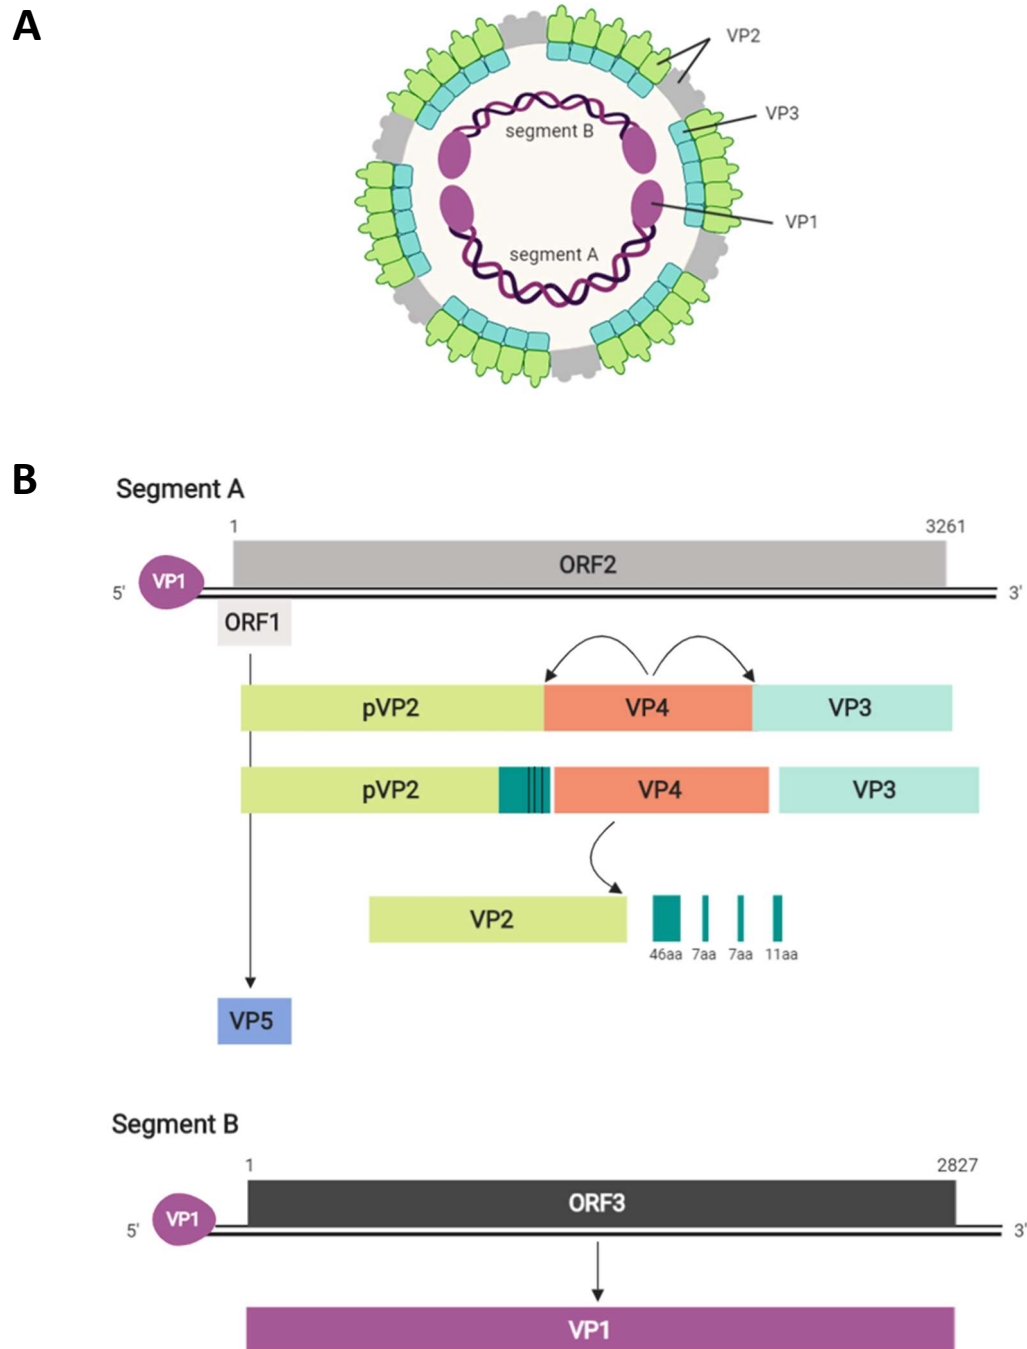 A
VP2
VP3
segment B
VP1
segment A
B
Segment A
1 3261
ORF2
VP1
5' 3'
ORF1
pVP2 VP4 VP3
pVP2 VP4 VP3
VP2
46aa 7aa 7aa 11aa
VP5
Segment B
1 2827
ORF3
VP1
5' 3'
VP1